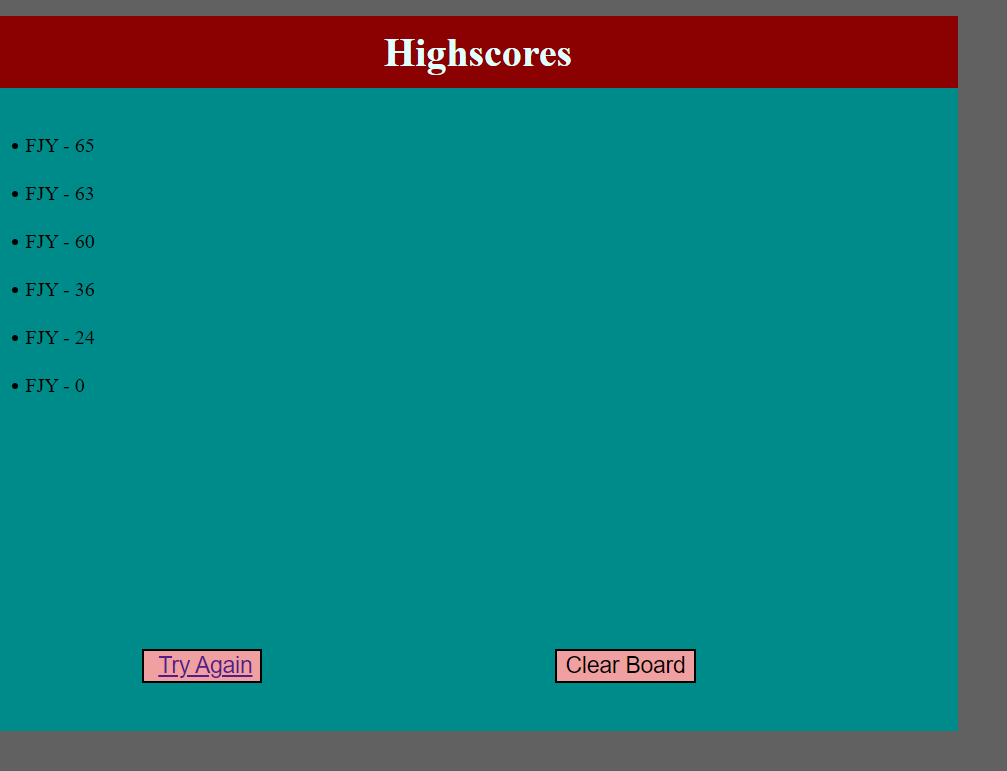 Highscores
• FJY - 65
• FJY - 63
• FJY - 60
• FJY - 36
• FJY - 24
• FJY - 0
Try Again Clear Board